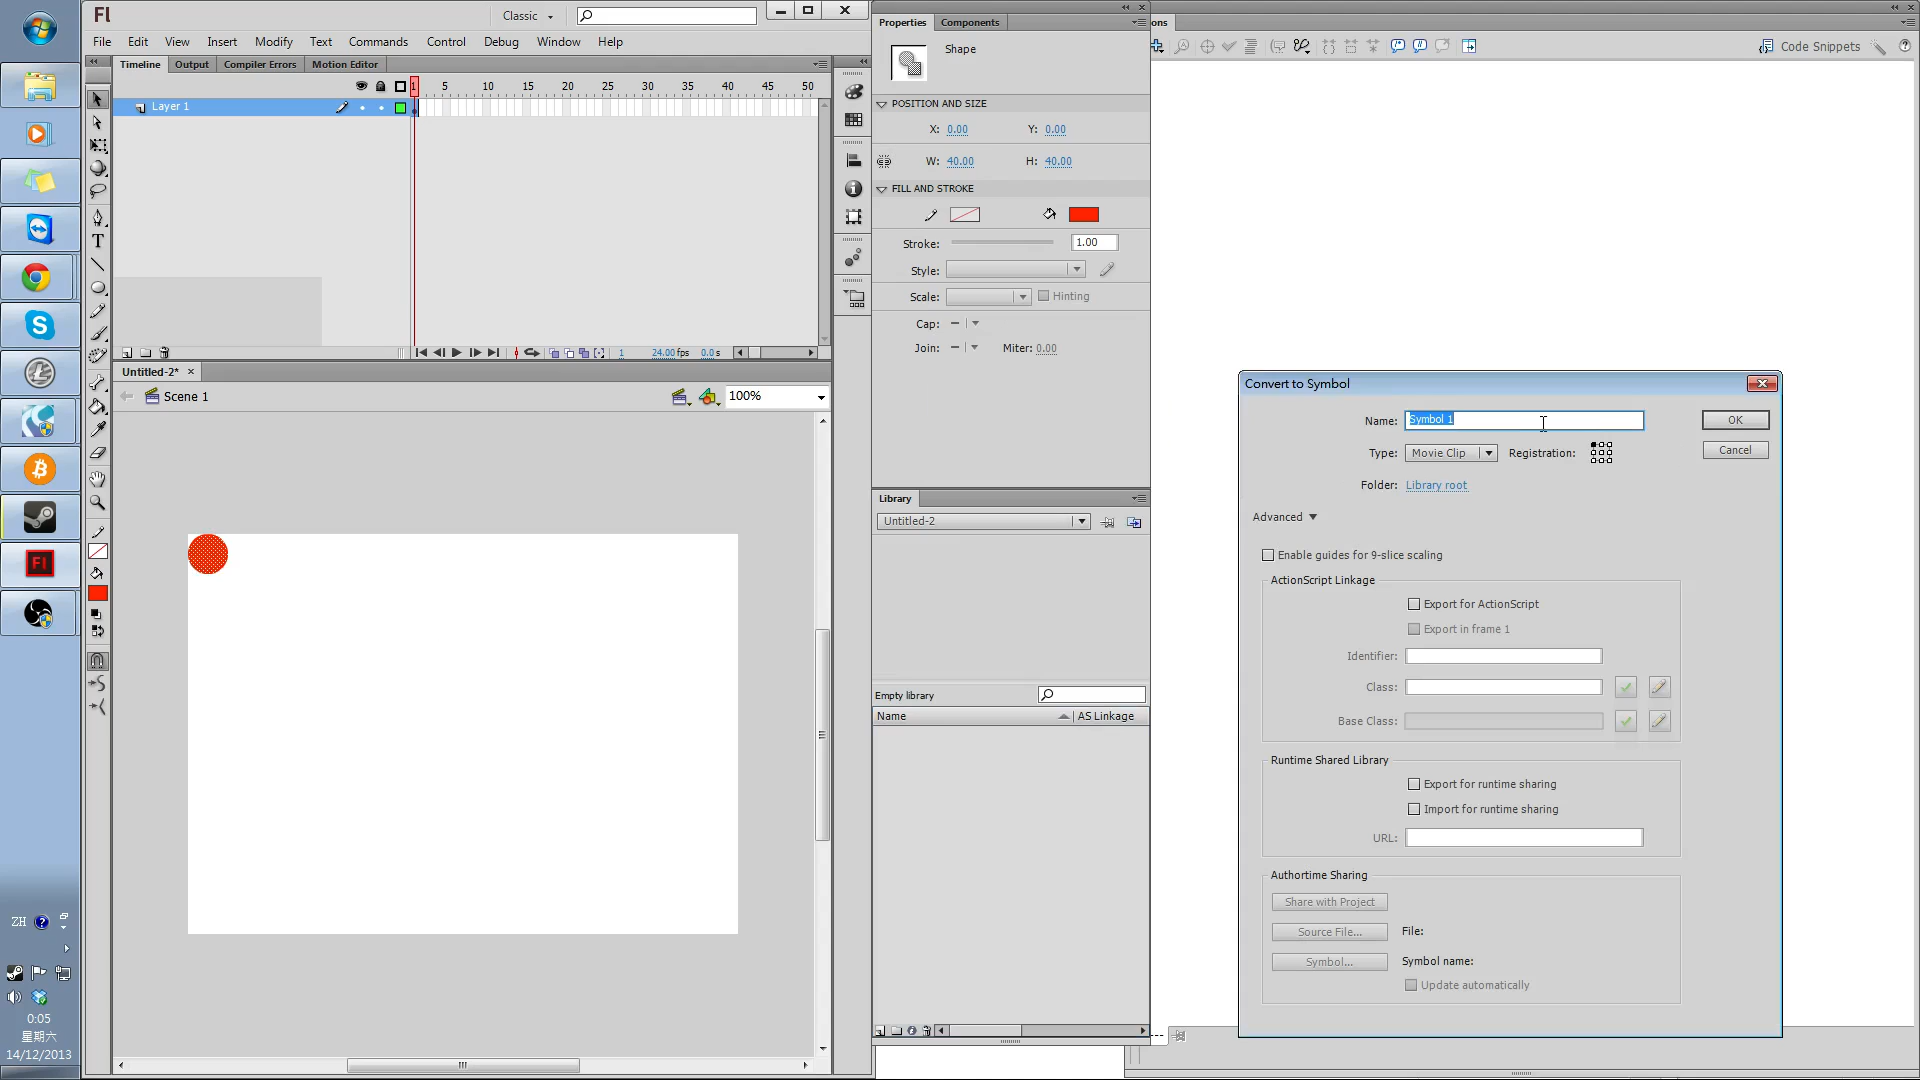 Fl
Classic
File Edit View Insert Modify Text Commands Control Debug Window Help
Timeline Output Compiler Errors Motion Editor
1 5 10 15 20 25 30 35 40 45 50
Layer 1
1 24.00 fps 0.0 s
Untitled-2*
Scene 1
100%
ZH
0:05
星期六
14/12/2013
Properties Components
Shape
POSITION AND SIZE
X: 0.00 Y: 0.00
W: 40.00 H: 40.00
FILL AND STROKE
Stroke: 1.00
Style:
Scale: Hinting
Cap:
Join: Miter: 0.00
Library
Untitled-2
Empty library
Name AS Linkage
ons
Code Snippets
Convert to Symbol
Name: Symbol 1 OK
Type: Movie Clip Registration: Cancel
Folder: Library root
Advanced
Enable guides for 9-slice scaling
ActionScript Linkage
Export for ActionScript
Export in frame 1
Identifier:
Class:
Base Class:
Runtime Shared Library
Export for runtime sharing
Import for runtime sharing
URL:
Authortime Sharing
Share with Project
Source File... File:
Symbol... Symbol name:
Update automatically